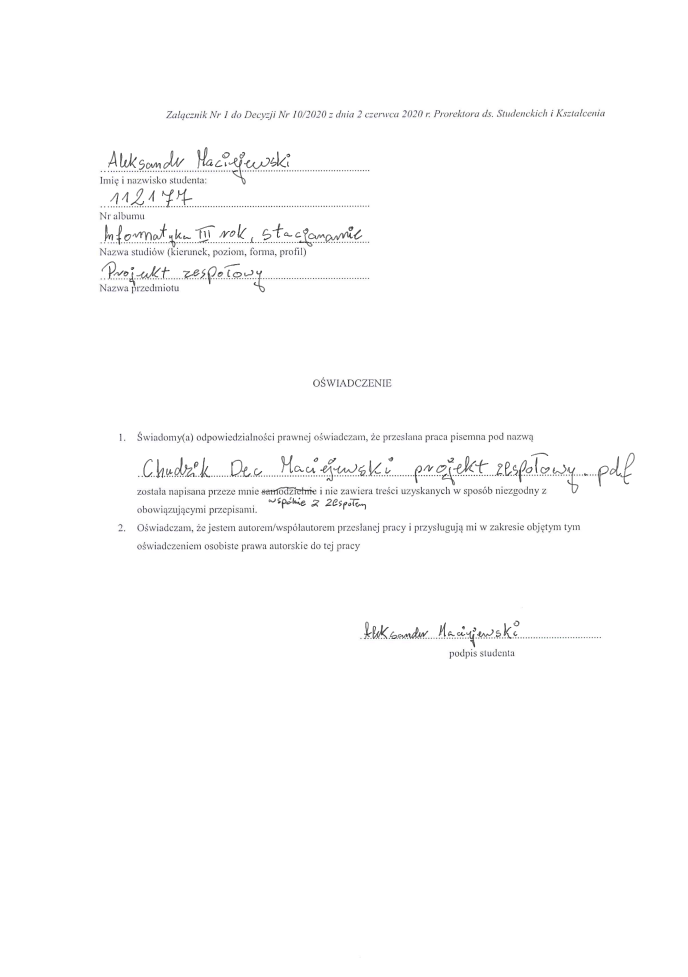 Załącznik Nr 1 do Decyzji Nr 10/2020 z dnia 2 czerwca 2020 r. Prorektora ds. Studenckich i Kształcenia
Aleksander Maciejewski
Imię i nazwisko studenta:
112177
Nr albumu
Informatyka III rok, stacjonarnie
Nazwa studiów (kierunek, poziom, forma, profil)
Projekt zespołowy
Nazwa przedmiotu
OŚWIADCZENIE
1. Świadomy(a) odpowiedzialności prawnej oświadczam, że przesłana praca pisemna pod nazwą
Chudzik Dec Maciejewski projekt zespołowy.pdf
została napisana przeze mnie samodzielnie i nie zawiera treści uzyskanych w sposób niezgodny z
wspólnie z zespołem
obowiązującymi przepisami.
2. Oświadczam, że jestem autorem/współautorem przesłanej pracy i przysługują mi w zakresie objętym tym
oświadczeniem osobiste prawa autorskie do tej pracy
Aleksander Maciejewski
podpis studenta